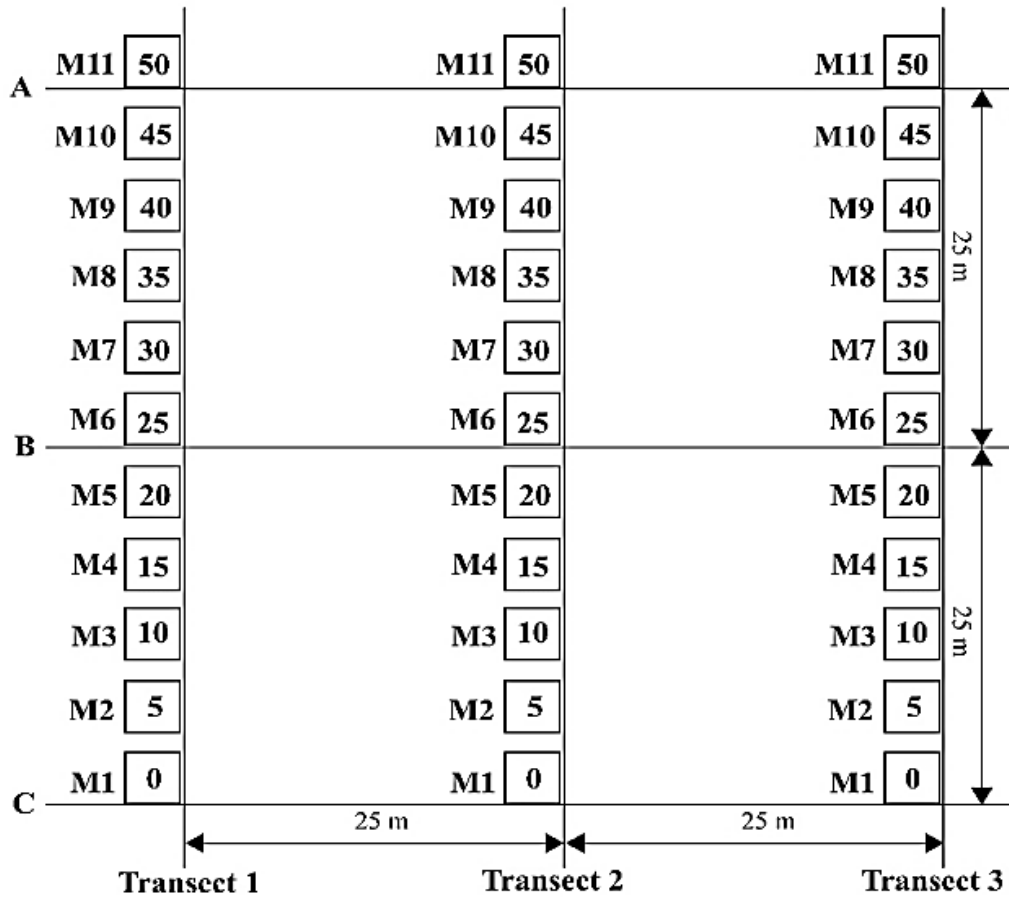 M11 50 M11 50 M11 50
A
M10 45 M10 45 M10 45
M9 40 M9 40 M9 40
25 m
M8 35 M8 35 M8 35
M7 30 M7 30 M7 30
M6 25 M6 25 M6 25
B
M5 20 M5 20 M5 20
M4 15 M4 15 M4 15
25 m
M3 10 M3 10 M3 10
M2 5 M2 5 M2 5
M1 0 M1 0 M1 0
C
25 m 25 m
Transect 1 Transect 2 Transect 3